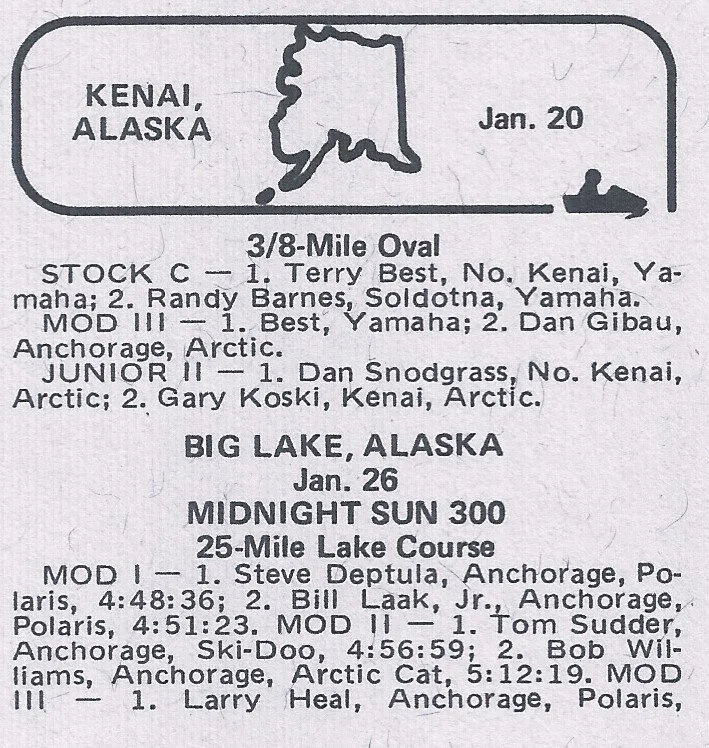 KENAI,
ALASKA
Jan. 20
3/8-Mile Oval
STOCK C — 1. Terry Best, No. Kenai, Ya-
maha; 2. Randy Barnes, Soldotna, Yamaha.
MOD III — 1. Best, Yamaha; 2. Dan Gibau,
Anchorage, Arctic.
JUNIOR II — 1. Dan Snodgrass, No. Kenai,
Arctic; 2. Gary Koski, Kenai, Arctic.
BIG LAKE, ALASKA
Jan. 26
MIDNIGHT SUN 300
25-Mile Lake Course
MOD I — 1. Steve Deptula, Anchorage, Po-
laris, 4:48:36; 2. Bill Laak, Jr., Anchorage,
Polaris, 4:51:23. MOD II — 1. Tom Sudder,
Anchorage, Ski-Doo, 4:56:59; 2. Bob Wil-
liams, Anchorage, Arctic Cat, 5:12:19. MOD
III — 1. Larry Heal, Anchorage, Polaris,